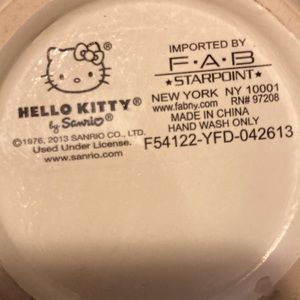 HELLO KITTY®
by Sanrio®
©1976, 2013 SANRIO CO., LTD.
Used Under License.
www.sanrio.com
IMPORTED BY
F•A•B
★STARPOINT★
NEW YORK NY 10001
www.fabny.com RN# 97208
MADE IN CHINA
HAND WASH ONLY
F54122-YFD-042613